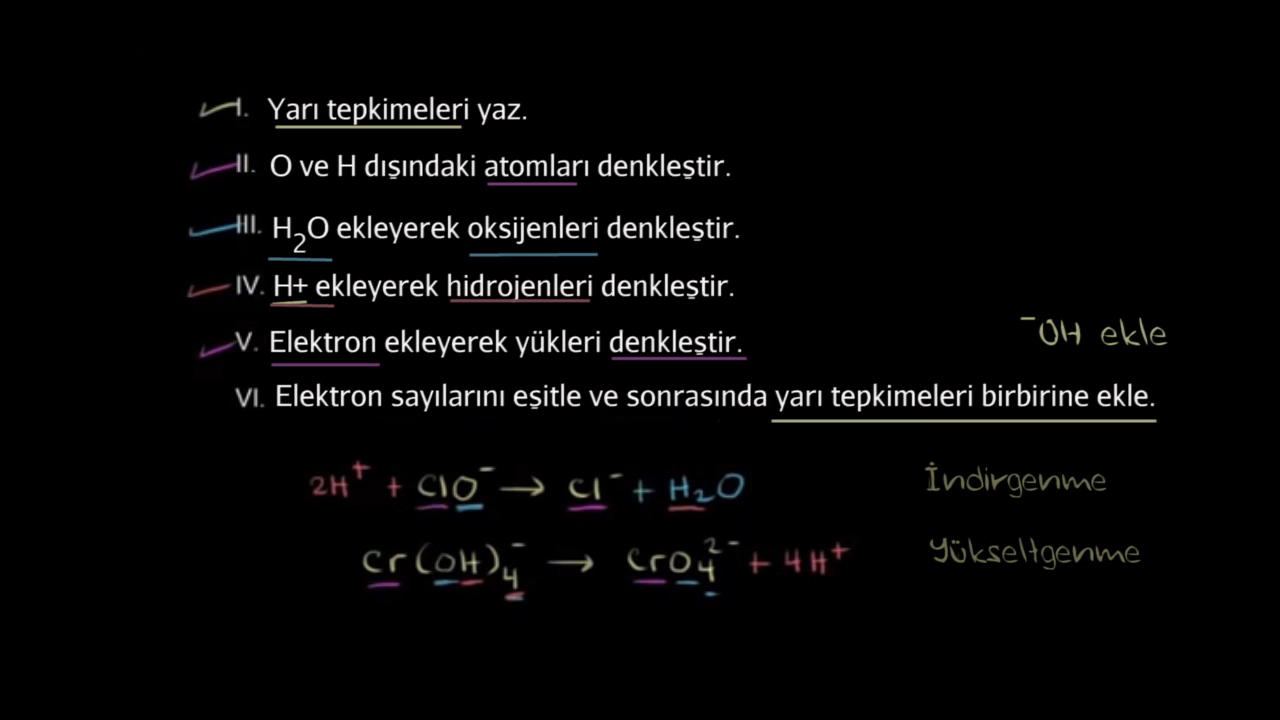 I. Yarı tepkimeleri yaz.
II. O ve H dışındaki atomları denkleştir.
III. H₂O ekleyerek oksijenleri denkleştir.
IV. H+ ekleyerek hidrojenleri denkleştir.
V. Elektron ekleyerek yükleri denkleştir.
⁻OH ekle
VI. Elektron sayılarını eşitle ve sonrasında yarı tepkimeleri birbirine ekle.
2H⁺ + ClO⁻ → Cl⁻ + H₂O İndirgenme
Cr(OH)₄⁻ → CrO₄²⁻ + 4H⁺ Yükseltgenme